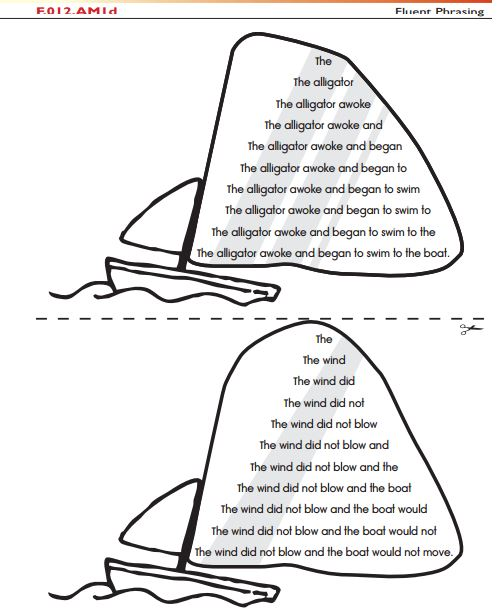 F.012.AM1d
Fluent Phrasing
The
The alligator
The alligator awoke
The alligator awoke and
The alligator awoke and began
The alligator awoke and began to
The alligator awoke and began to swim
The alligator awoke and began to swim to
The alligator awoke and began to swim to the
The alligator awoke and began to swim to the boat.
The
The wind
The wind did
The wind did not
The wind did not blow
The wind did not blow and
The wind did not blow and the
The wind did not blow and the boat
The wind did not blow and the boat would
The wind did not blow and the boat would not
The wind did not blow and the boat would not move.